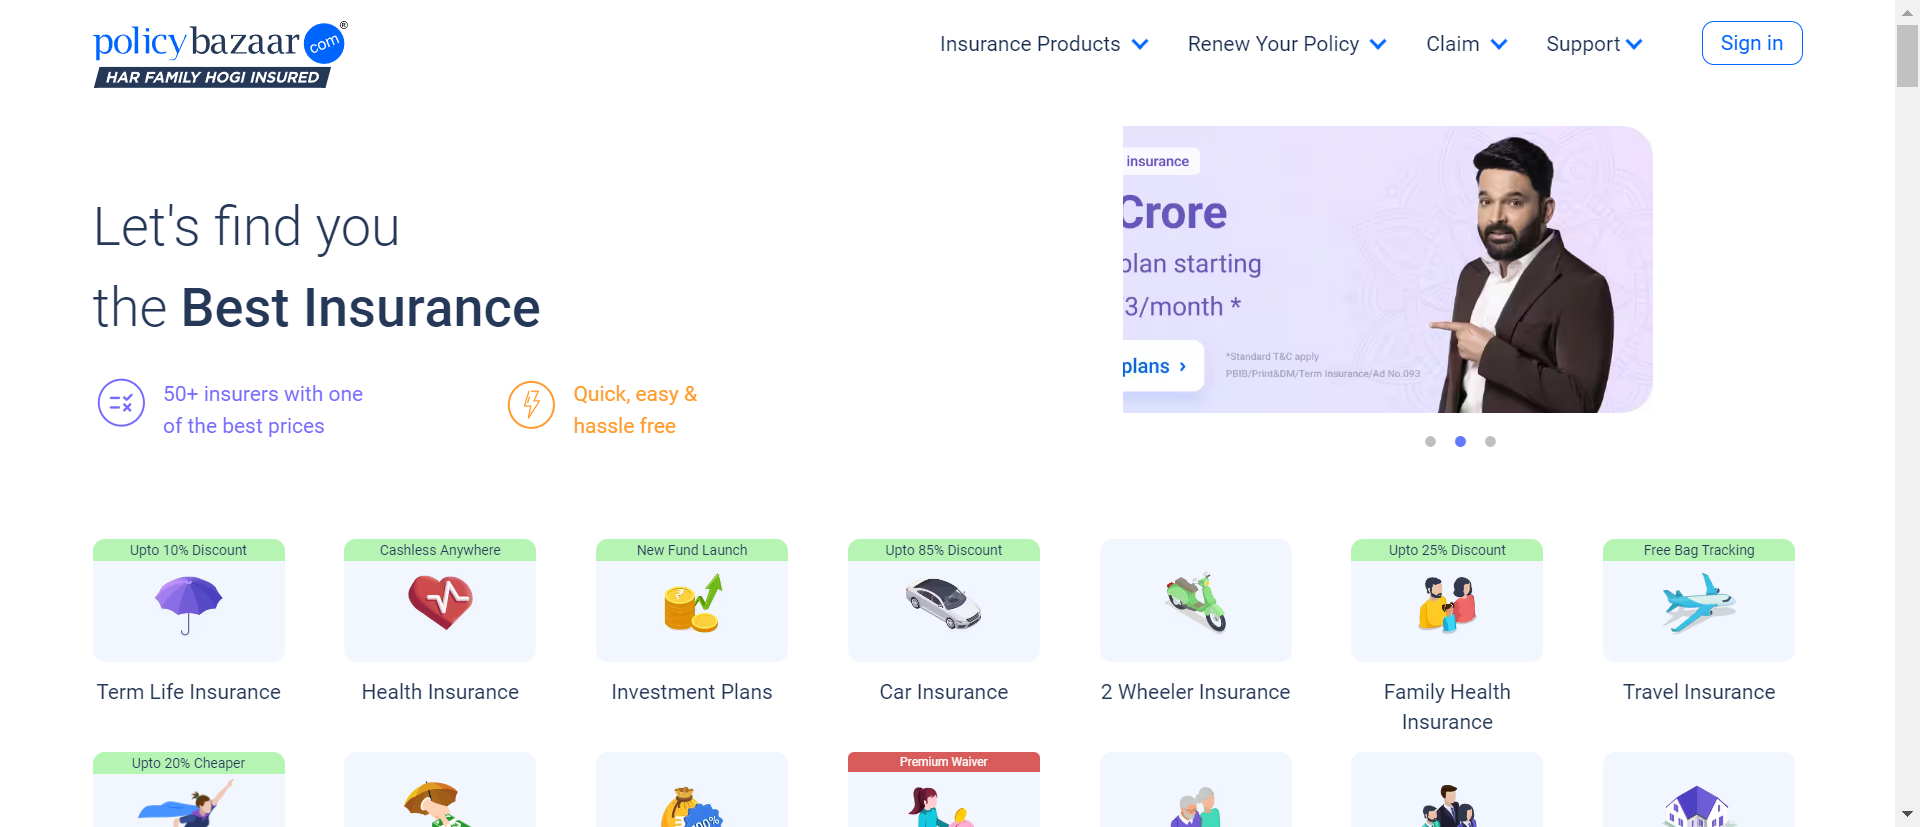 policybazaar.com®
HAR FAMILY HOGI INSURED
Insurance Products
Renew Your Policy
Claim
Support
Sign in
insurance
Crore
plan starting
3/month *
plans ›
*Standard T&C apply
PBIB/Print&DM/Term Insurance/Ad No.093
Let's find you
the Best Insurance
50+ insurers with one
of the best prices
Quick, easy &
hassle free
Upto 10% Discount
Cashless Anywhere
New Fund Launch
Upto 85% Discount
Upto 25% Discount
Free Bag Tracking
Term Life Insurance
Health Insurance
Investment Plans
Car Insurance
2 Wheeler Insurance
Family Health
Insurance
Travel Insurance
Upto 20% Cheaper
Premium Waiver
100%